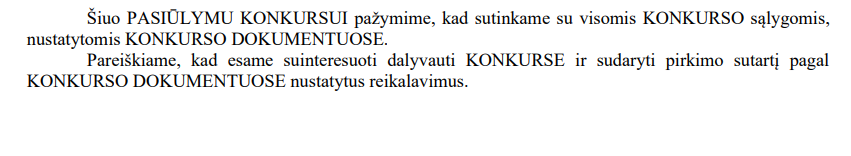 Šiuo PASIŪLYMU KONKURSUI pažymime, kad sutinkame su visomis KONKURSO sąlygomis,
nustatytomis KONKURSO DOKUMENTUOSE.
Pareiškiame, kad esame suinteresuoti dalyvauti KONKURSE ir sudaryti pirkimo sutartį pagal
KONKURSO DOKUMENTUOSE nustatytus reikalavimus.